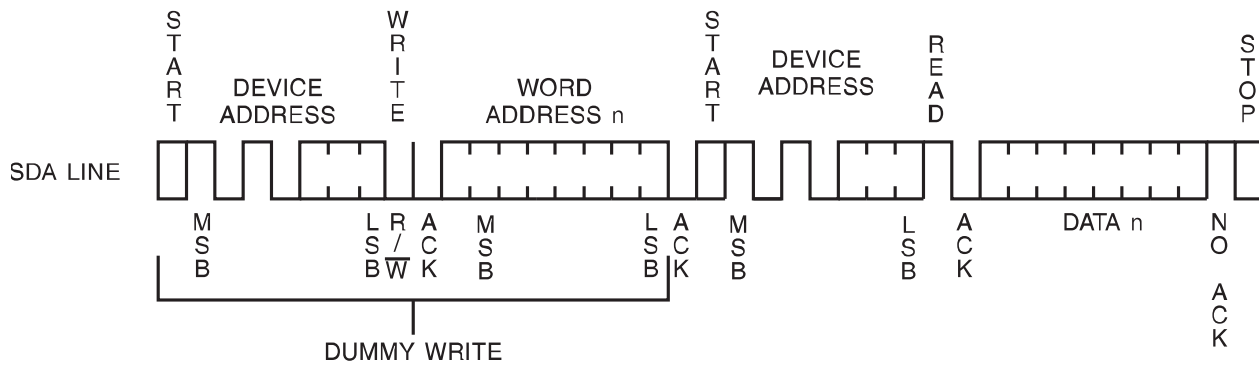 START
WRITE
START
READ
STOP
DEVICE
ADDRESS
WORD
ADDRESS n
DEVICE
ADDRESS
SDA LINE
MSB
LSB
R/W
ACK
MSB
LSB
ACK
MSB
LSB
ACK
DATA n
NO ACK
DUMMY WRITE